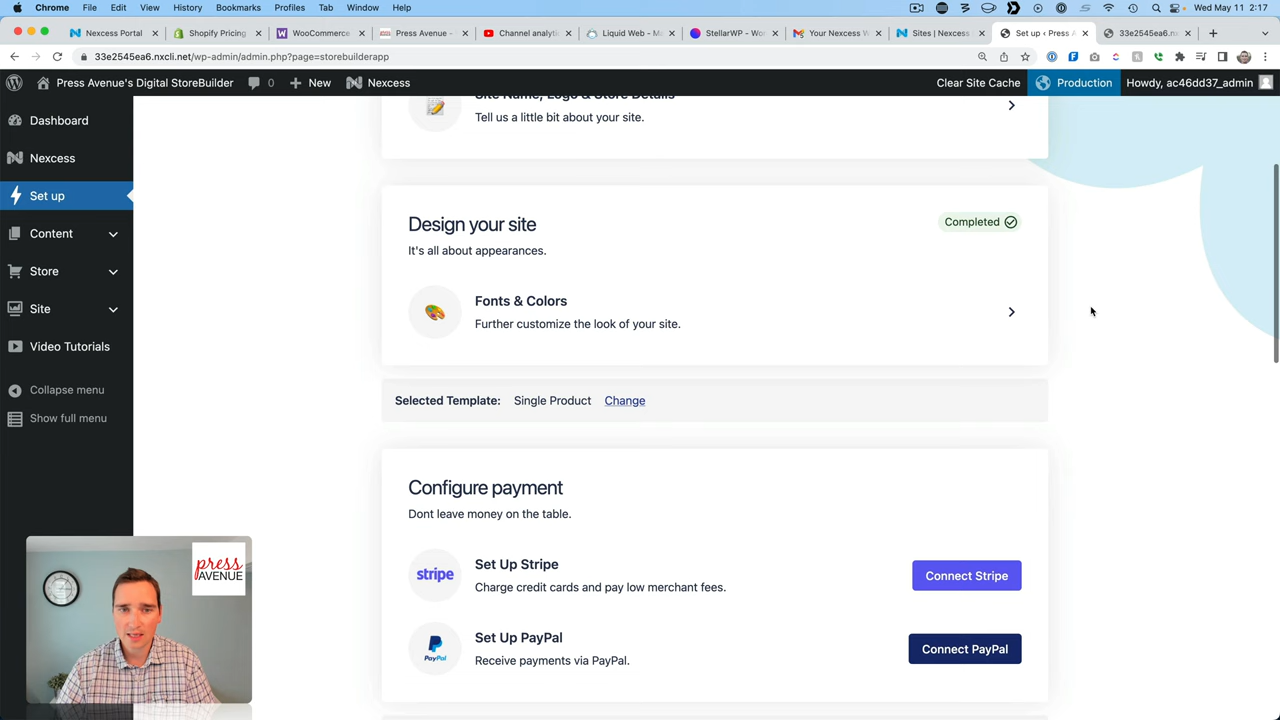 Chrome File Edit View History Bookmarks Profiles Tab Window Help Wed May 11 2:17
Nexcess Portal Shopify Pricing WooCommerce Press Avenue - Channel analyti Liquid Web - M StellarWP - Wo Your Nexcess V Sites | Nexcess Set up ‹ Press A 33e2545ea6.nx
33e2545ea6.nxcli.net/wp-admin/admin.php?page=storebuilderapp
Press Avenue's Digital StoreBuilder 0 New Nexcess Clear Site Cache Production Howdy, ac46dd37_admin
Dashboard
Nexcess
Set up
Content
Store
Site
Video Tutorials
Collapse menu
Show full menu
Site Name, Logo & Store Details
Tell us a little bit about your site.
Design your site
Completed
It's all about appearances.
Fonts & Colors
Further customize the look of your site.
Selected Template: Single Product Change
Configure payment
Dont leave money on the table.
stripe
Set Up Stripe
Charge credit cards and pay low merchant fees.
Connect Stripe
PayPal
Set Up PayPal
Receive payments via PayPal.
Connect PayPal
press
AVENUE